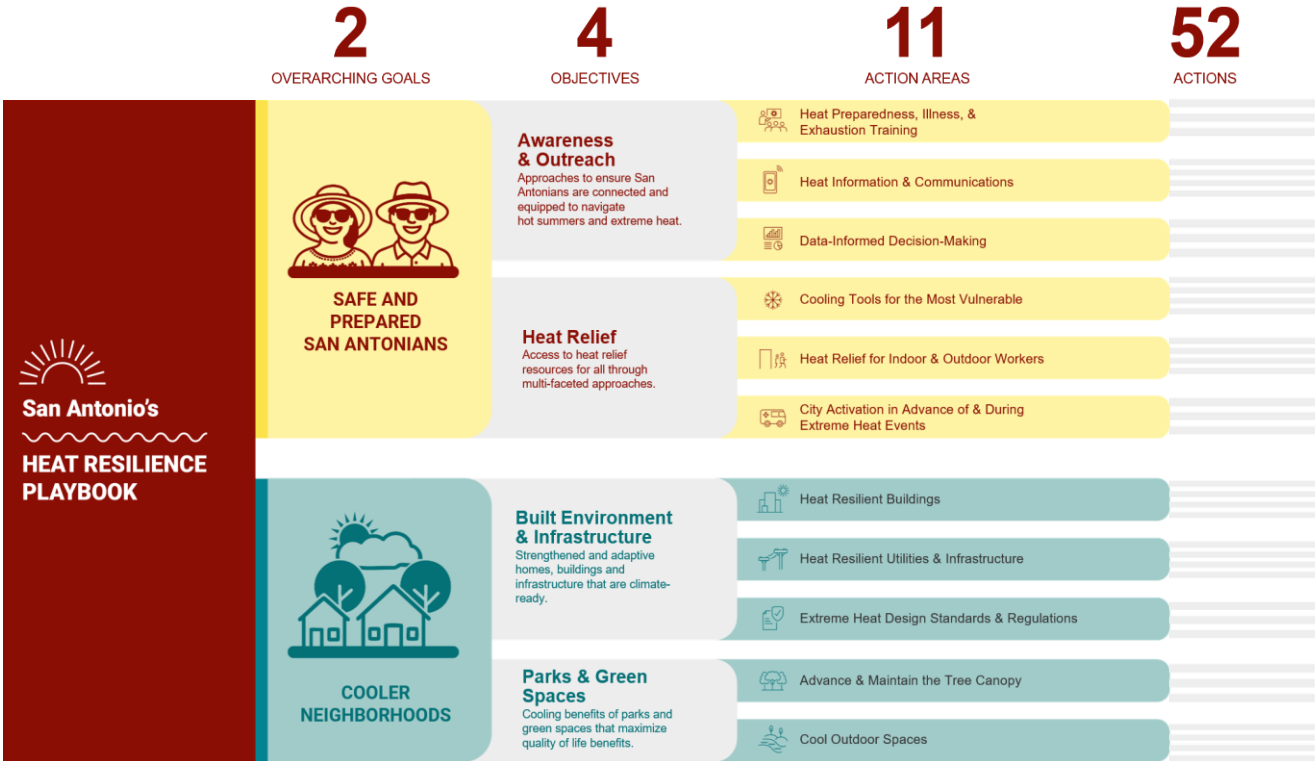 2
OVERARCHING GOALS
4
OBJECTIVES
11
ACTION AREAS
52
ACTIONS
San Antonio's
HEAT RESILIENCE
PLAYBOOK
SAFE AND
PREPARED
SAN ANTONIANS
Awareness
& Outreach
Approaches to ensure San
Antonians are connected and
equipped to navigate
hot summers and extreme heat.
Heat Preparedness, Illness, &
Exhaustion Training
Heat Information & Communications
Data-Informed Decision-Making
Heat Relief
Access to heat relief
resources for all through
multi-faceted approaches.
Cooling Tools for the Most Vulnerable
Heat Relief for Indoor & Outdoor Workers
City Activation in Advance of & During
Extreme Heat Events
COOLER
NEIGHBORHOODS
Built Environment
& Infrastructure
Strengthened and adaptive
homes, buildings and
infrastructure that are climate-
ready.
Heat Resilient Buildings
Heat Resilient Utilities & Infrastructure
Extreme Heat Design Standards & Regulations
Parks & Green
Spaces
Cooling benefits of parks and
green spaces that maximize
quality of life benefits.
Advance & Maintain the Tree Canopy
Cool Outdoor Spaces